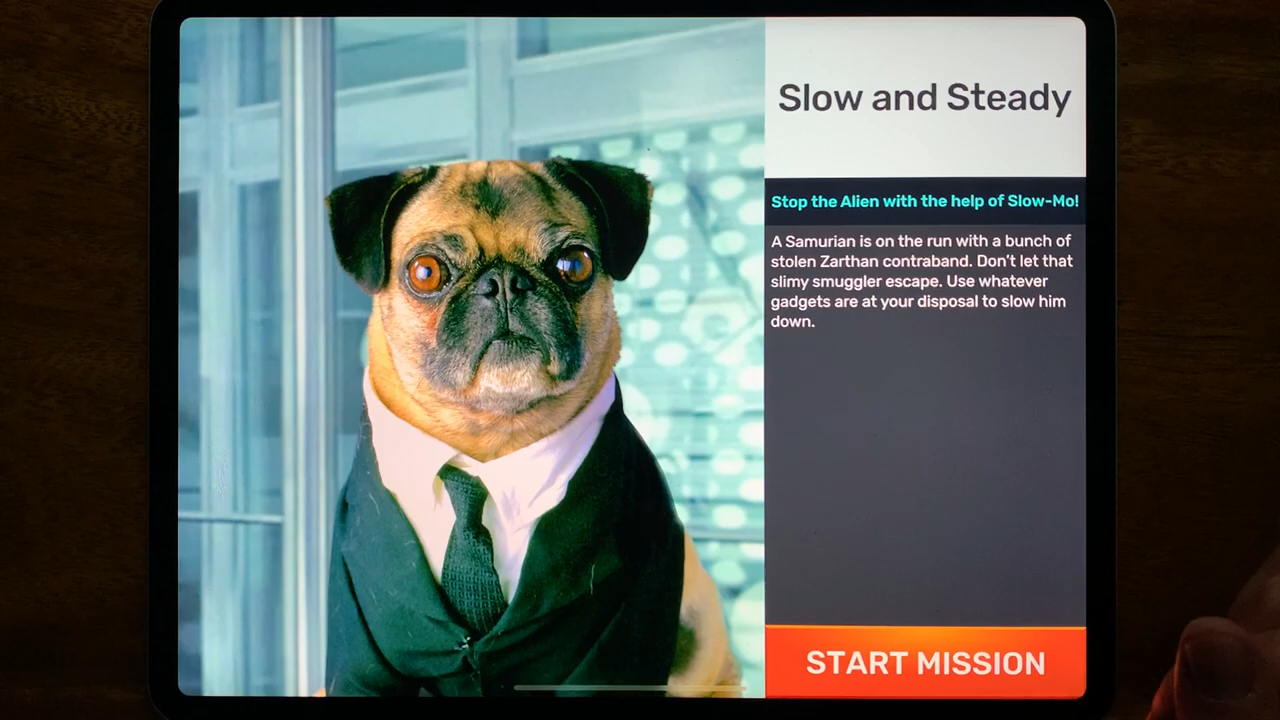 Slow and Steady
Stop the Alien with the help of Slow-Mo!
A Samurian is on the run with a bunch of
stolen Zarthan contraband. Don't let that
slimy smuggler escape. Use whatever
gadgets are at your disposal to slow him
down.
START MISSION